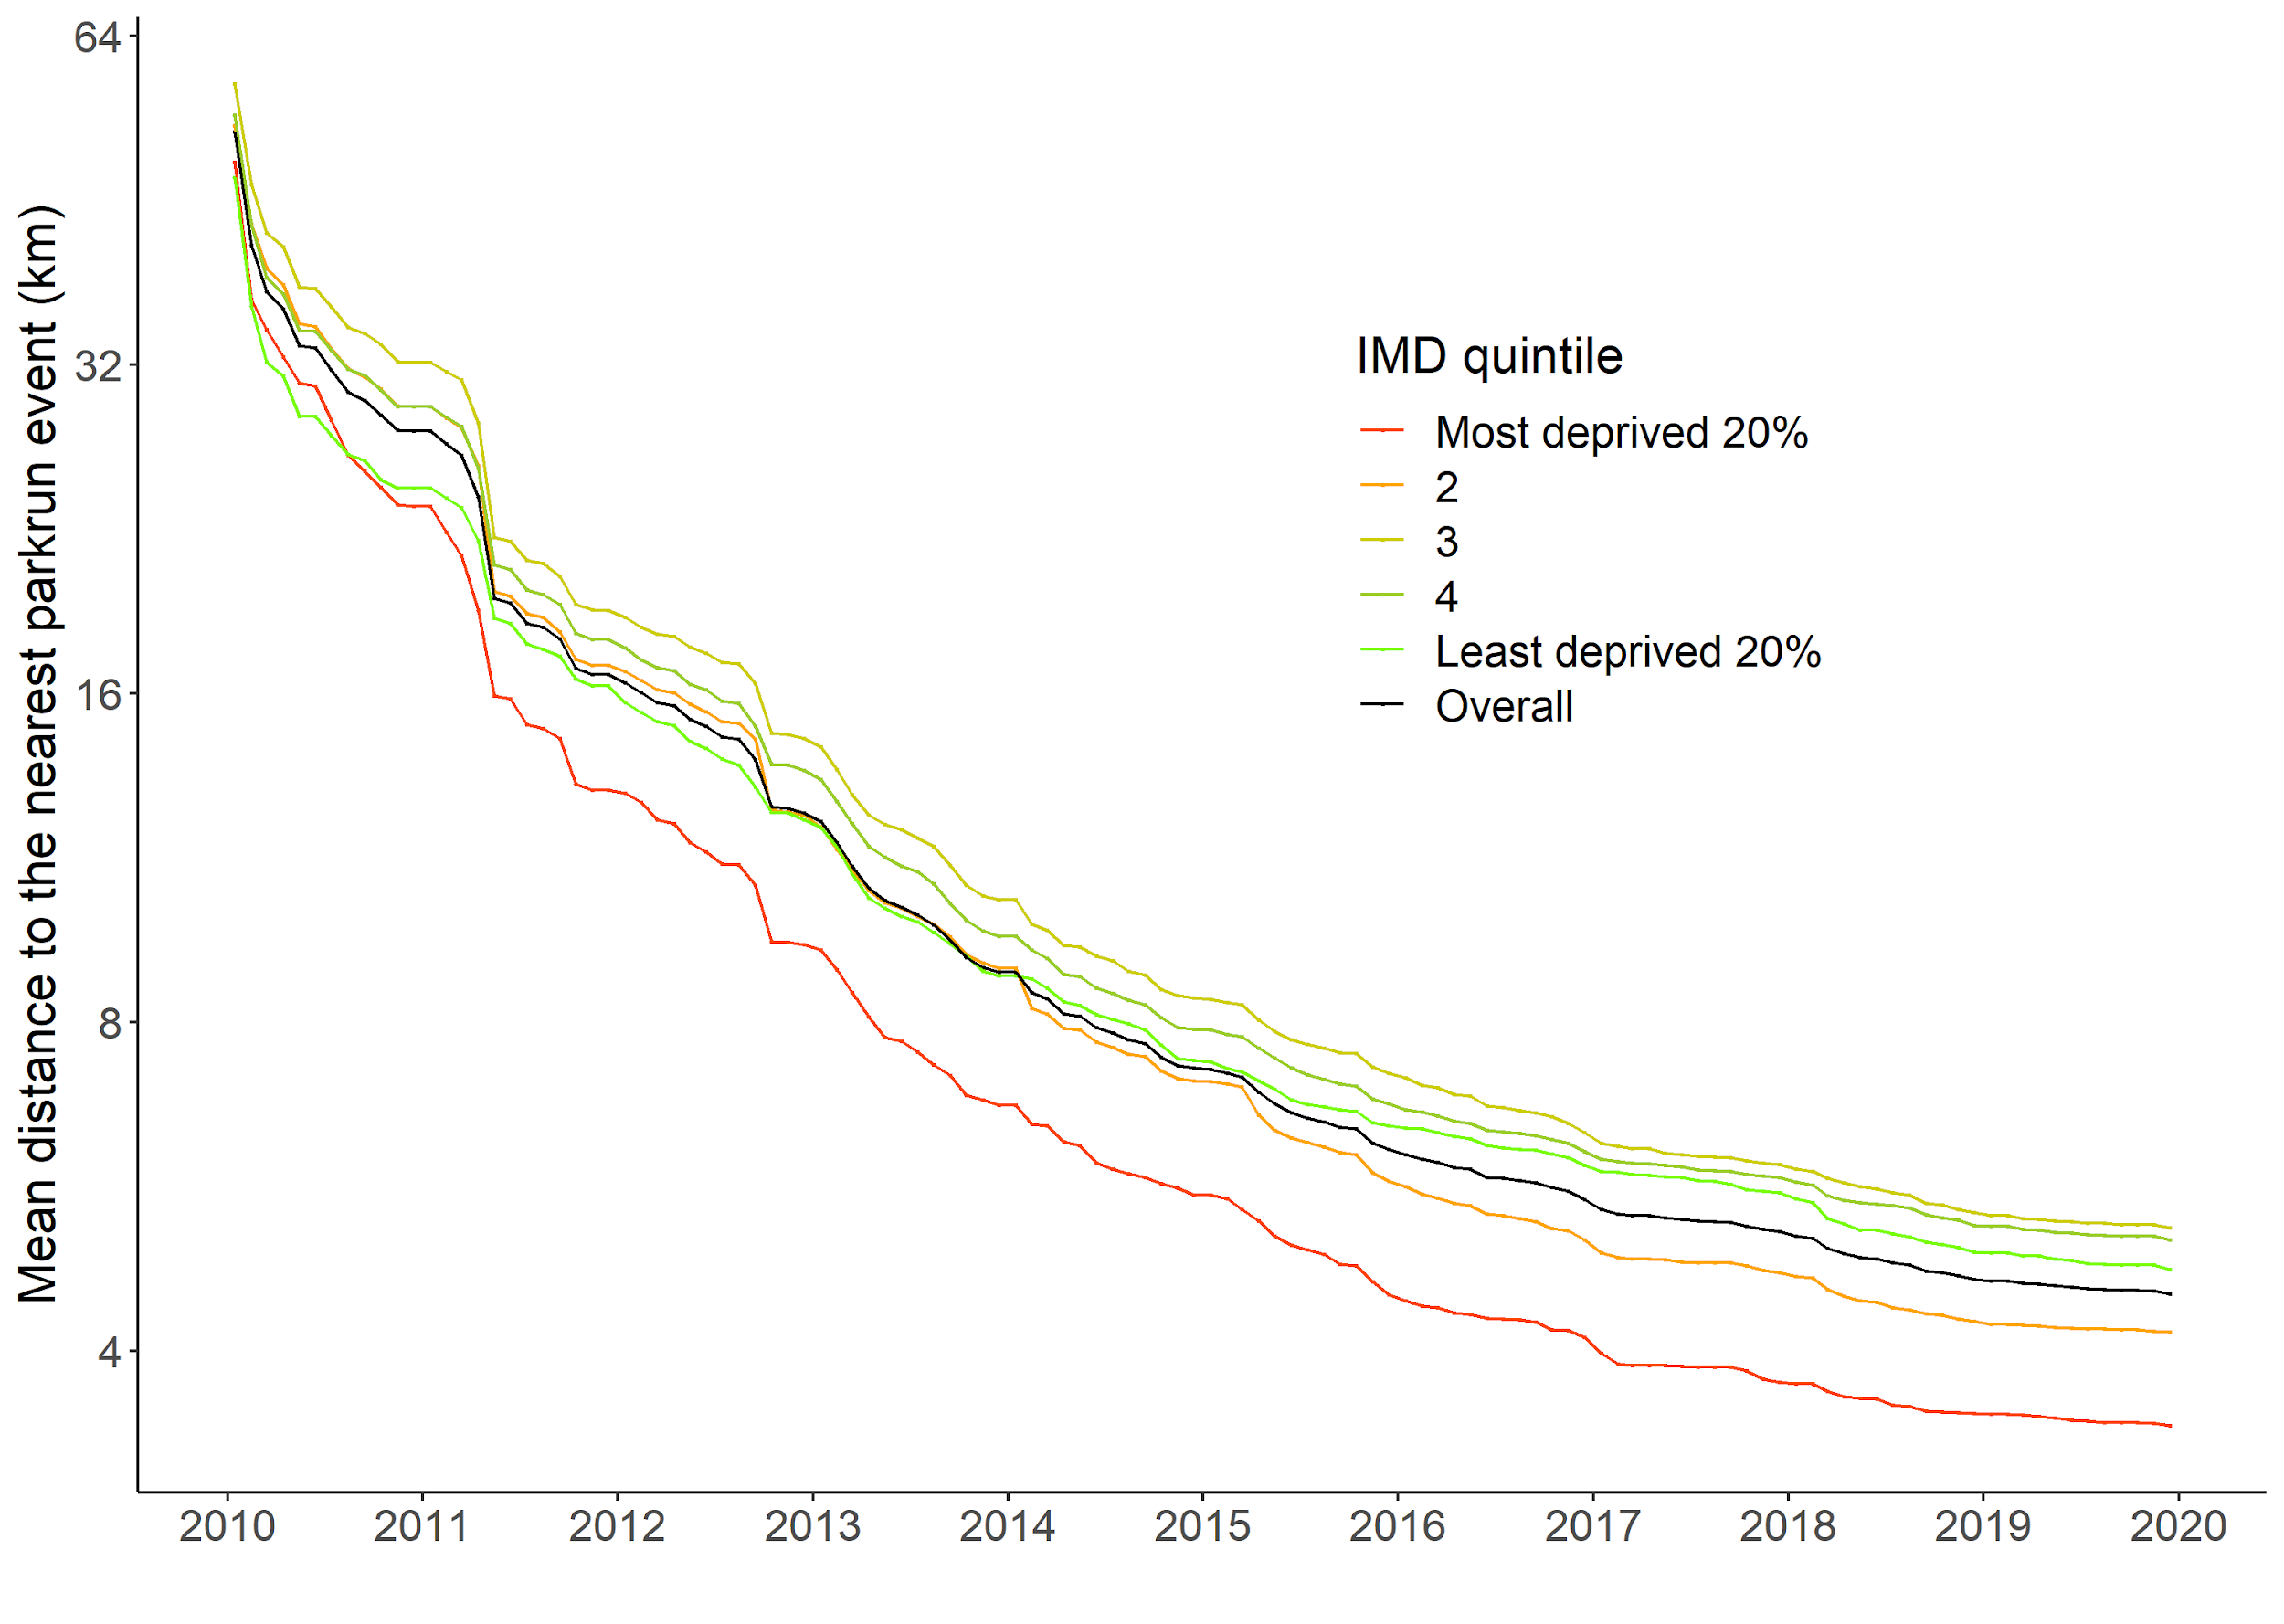 Mean distance to the nearest parkrun event (km)
64
32
16
8
4
IMD quintile
Most deprived 20%
2
3
4
Least deprived 20%
Overall
2010 2011 2012 2013 2014 2015 2016 2017 2018 2019 2020